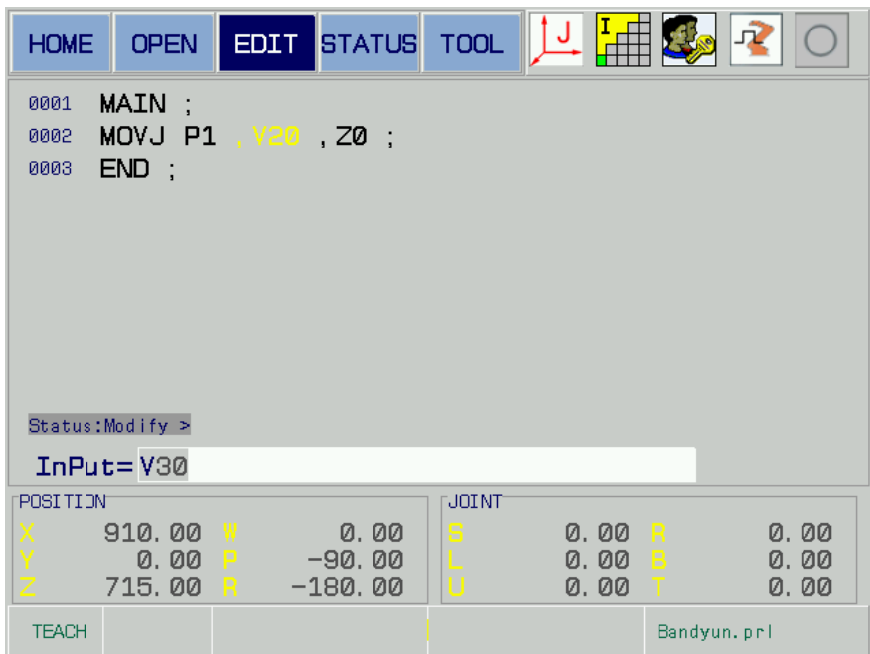 HOME OPEN EDIT STATUS TOOL J I
0001 MAIN ;
0002 MOVJ P1 ,V20 ,Z0 ;
0003 END ;
Status:Modify >
InPut= V30
POSITION JOINT
X 910.00 W 0.00 S 0.00 R 0.00
Y 0.00 P -90.00 L 0.00 B 0.00
Z 715.00 R -180.00 U 0.00 T 0.00
TEACH Bandyun.prl